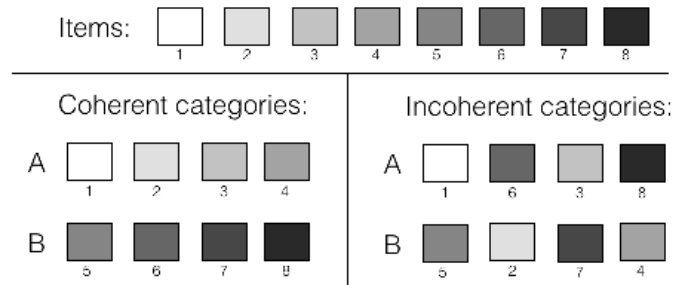 Items:
1 2 3 4 5 6 7 8
Coherent categories:
A
1 2 3 4
B
5 6 7 8
Incoherent categories:
A
1 6 3 8
B
5 2 7 4